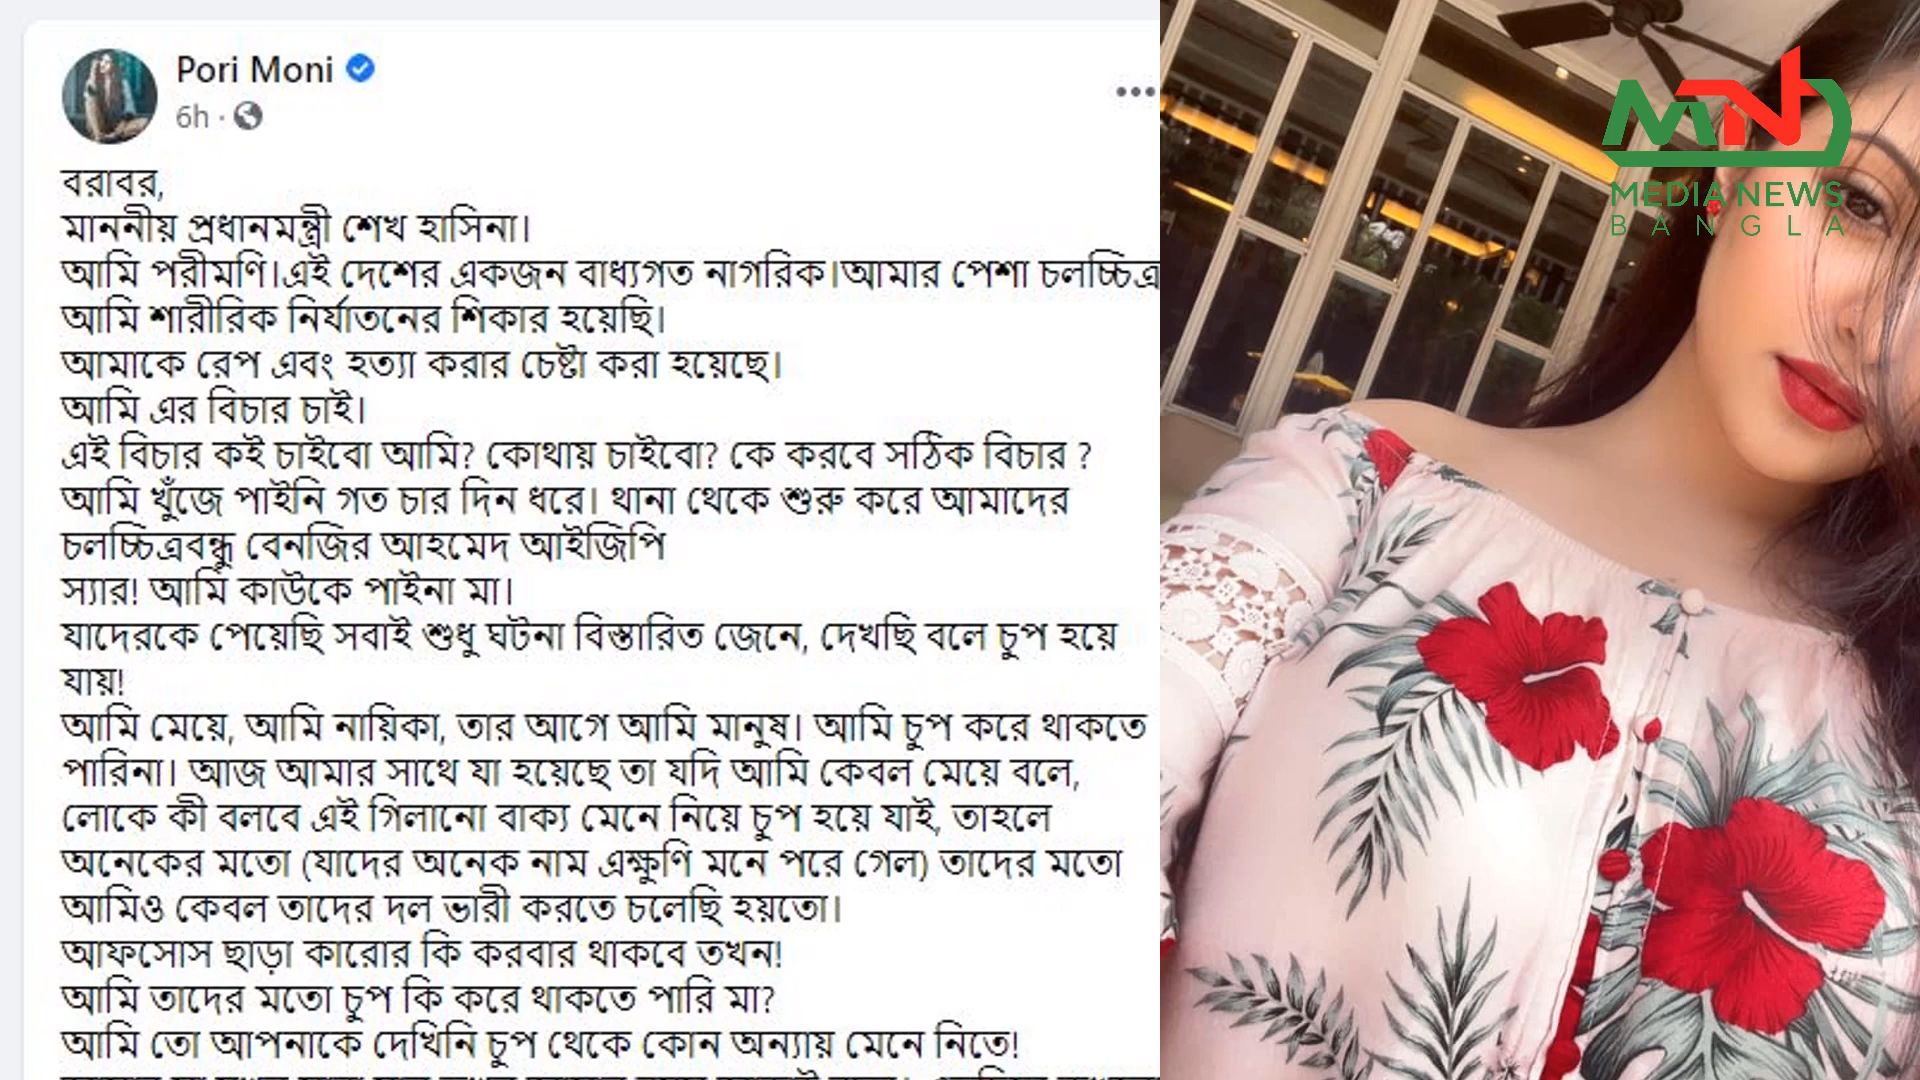 Pori Moni
6h
বরাবর,
মাননীয় প্রধানমন্ত্রী শেখ হাসিনা।
আমি পরীমণি।এই দেশের একজন বাধ্যগত নাগরিক।আমার পেশা চলচ্চিত্র
আমি শারীরিক নির্যাতনের শিকার হয়েছি।
আমাকে রেপ এবং হত্যা করার চেষ্টা করা হয়েছে।
আমি এর বিচার চাই।
এই বিচার কই চাইবো আমি? কোথায় চাইবো? কে করবে সঠিক বিচার ?
আমি খুঁজে পাইনি গত চার দিন ধরে। থানা থেকে শুরু করে আমাদের
চলচ্চিত্রবন্ধু বেনজির আহমেদ আইজিপি
স্যার! আমি কাউকে পাইনা মা।
যাদেরকে পেয়েছি সবাই শুধু ঘটনা বিস্তারিত জেনে, দেখছি বলে চুপ হয়ে
যায়!
আমি মেয়ে, আমি নায়িকা, তার আগে আমি মানুষ। আমি চুপ করে থাকতে
পারিনা। আজ আমার সাথে যা হয়েছে তা যদি আমি কেবল মেয়ে বলে,
লোকে কী বলবে এই গিলানো বাক্য মেনে নিয়ে চুপ হয়ে যাই, তাহলে
অনেকের মতো (যাদের অনেক নাম এক্ষুণি মনে পরে গেল) তাদের মতো
আমিও কেবল তাদের দল ভারী করতে চলেছি হয়তো।
আফসোস ছাড়া কারোর কি করবার থাকবে তখন!
আমি তাদের মতো চুপ কি করে থাকতে পারি মা?
আমি তো আপনাকে দেখিনি চুপ থেকে কোন অন্যায় মেনে নিতে!
MNb
MEDIA NEWS
BANGLA